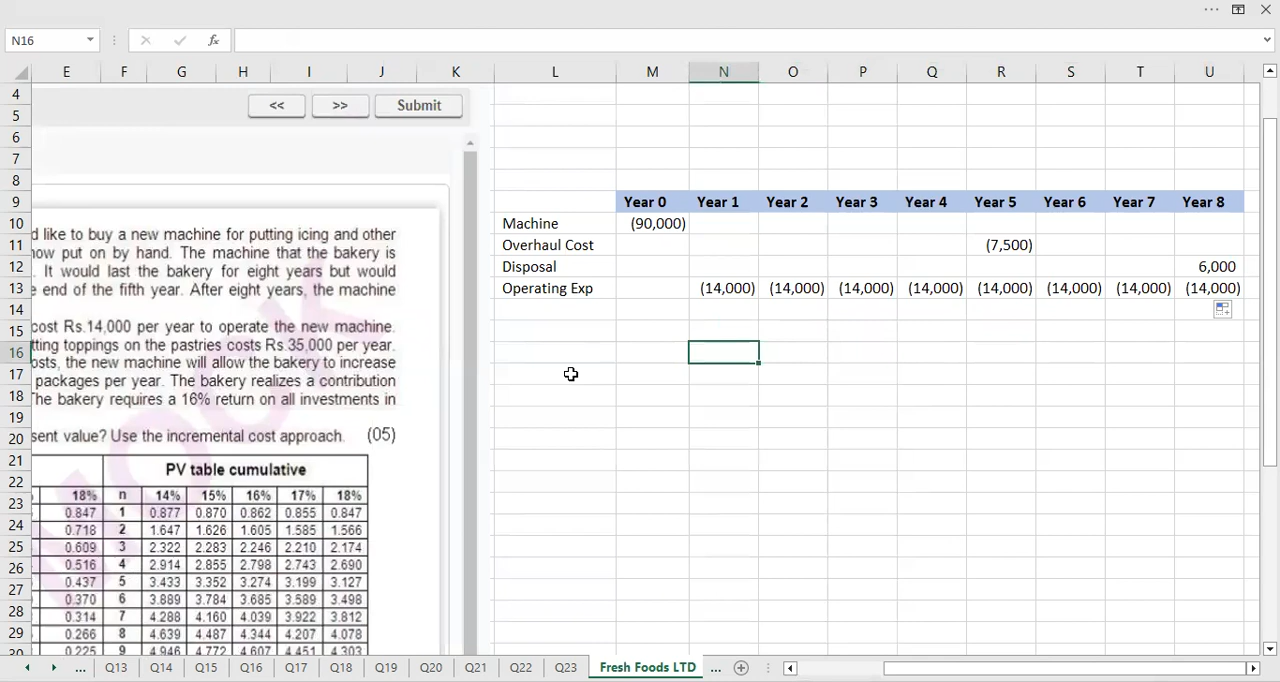 N16
fx
E F G H I J K L M N O P Q R S T U
4
5
6
7
8
9
10
11
12
13
14
15
16
17
18
19
20
21
22
23
24
25
26
27
28
29
<< >> Submit
d like to buy a new machine for putting icing and other
now put on by hand. The machine that the bakery is
. It would last the bakery for eight years but would
e end of the fifth year. After eight years, the machine
cost Rs.14,000 per year to operate the new machine.
tting toppings on the pastries costs Rs.35,000 per year.
osts, the new machine will allow the bakery to increase
packages per year. The bakery realizes a contribution
The bakery requires a 16% return on all investments in
sent value? Use the incremental cost approach. (05)
PV table cumulative
18% n 14% 15% 16% 17% 18%
0.847 1 0.877 0.870 0.862 0.855 0.847
0.718 2 1.647 1.626 1.605 1.585 1.566
0.609 3 2.322 2.283 2.246 2.210 2.174
0.516 4 2.914 2.855 2.798 2.743 2.690
0.437 5 3.433 3.352 3.274 3.199 3.127
0.370 6 3.889 3.784 3.685 3.589 3.498
0.314 7 4.288 4.160 4.039 3.922 3.812
0.266 8 4.639 4.487 4.344 4.207 4.078
0.225 9 4.946 4.772 4.607 4.451 4.303
Year 0 Year 1 Year 2 Year 3 Year 4 Year 5 Year 6 Year 7 Year 8
Machine (90,000)
Overhaul Cost (7,500)
Disposal 6,000
Operating Exp (14,000) (14,000) (14,000) (14,000) (14,000) (14,000) (14,000) (14,000)
... Q13 Q14 Q15 Q16 Q17 Q18 Q19 Q20 Q21 Q22 Q23 Fresh Foods LTD ...